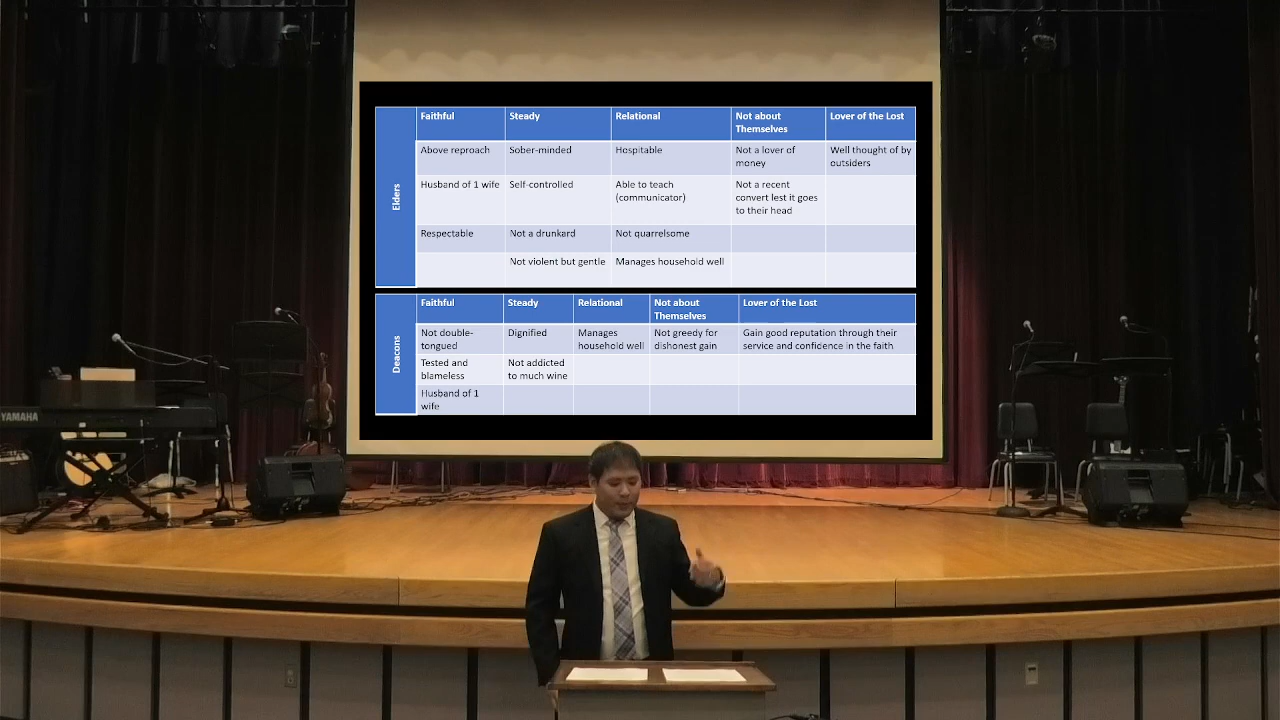 Faithful
Steady
Relational
Not about
Themselves
Lover of the Lost
Elders
Above reproach
Sober-minded
Hospitable
Not a lover of
money
Well thought of by
outsiders
Husband of 1 wife
Self-controlled
Able to teach
(communicator)
Not a recent
convert lest it goes
to their head
Respectable
Not a drunkard
Not quarrelsome
Not violent but gentle
Manages household well
Faithful
Steady
Relational
Not about
Themselves
Lover of the Lost
Deacons
Not double-
tongued
Dignified
Manages
household well
Not greedy for
dishonest gain
Gain good reputation through their
service and confidence in the faith
Tested and
blameless
Not addicted
to much wine
Husband of 1
wife
YAMAHA